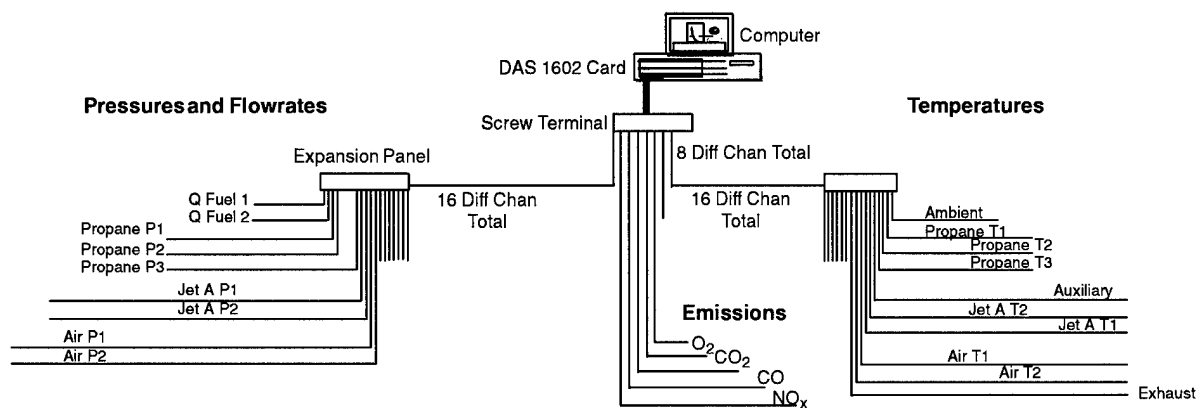 Computer
DAS 1602 Card
Pressures and Flowrates
Temperatures
Screw Terminal
8 Diff Chan Total
Expansion Panel
16 Diff Chan
Total
16 Diff Chan
Total
Q Fuel 1
Q Fuel 2
Propane P1
Propane P2
Propane P3
Jet A P1
Jet A P2
Air P1
Air P2
Emissions
O2
CO2
CO
NOx
Ambient
Propane T1
Propane T2
Propane T3
Auxiliary
Jet A T2
Jet A T1
Air T1
Air T2
Exhaust